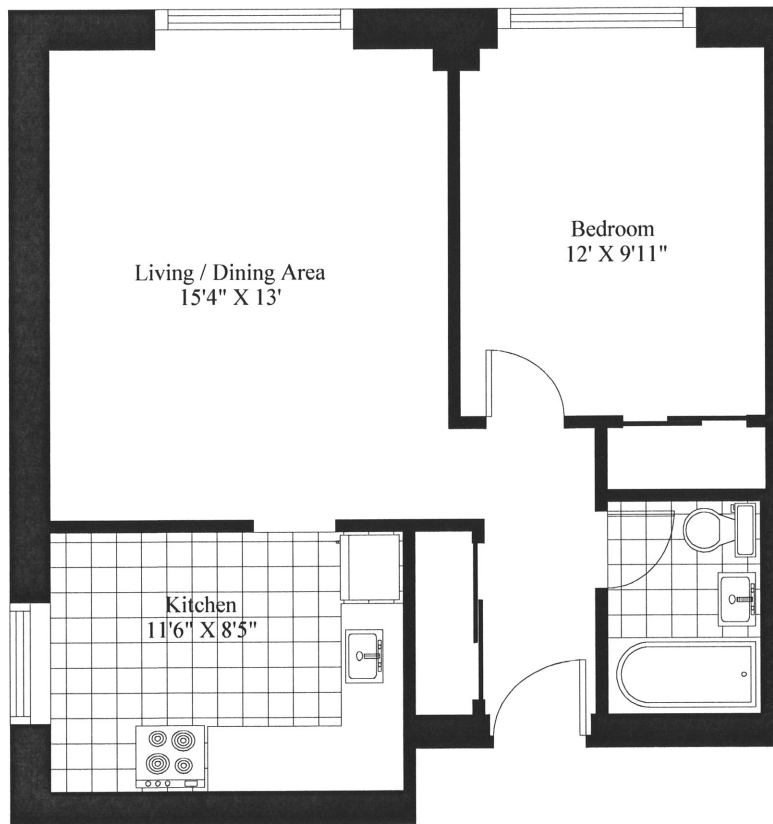 Bedroom
12' X 9'11"
Living / Dining Area
15'4" X 13'
Kitchen
11'6" X 8'5"